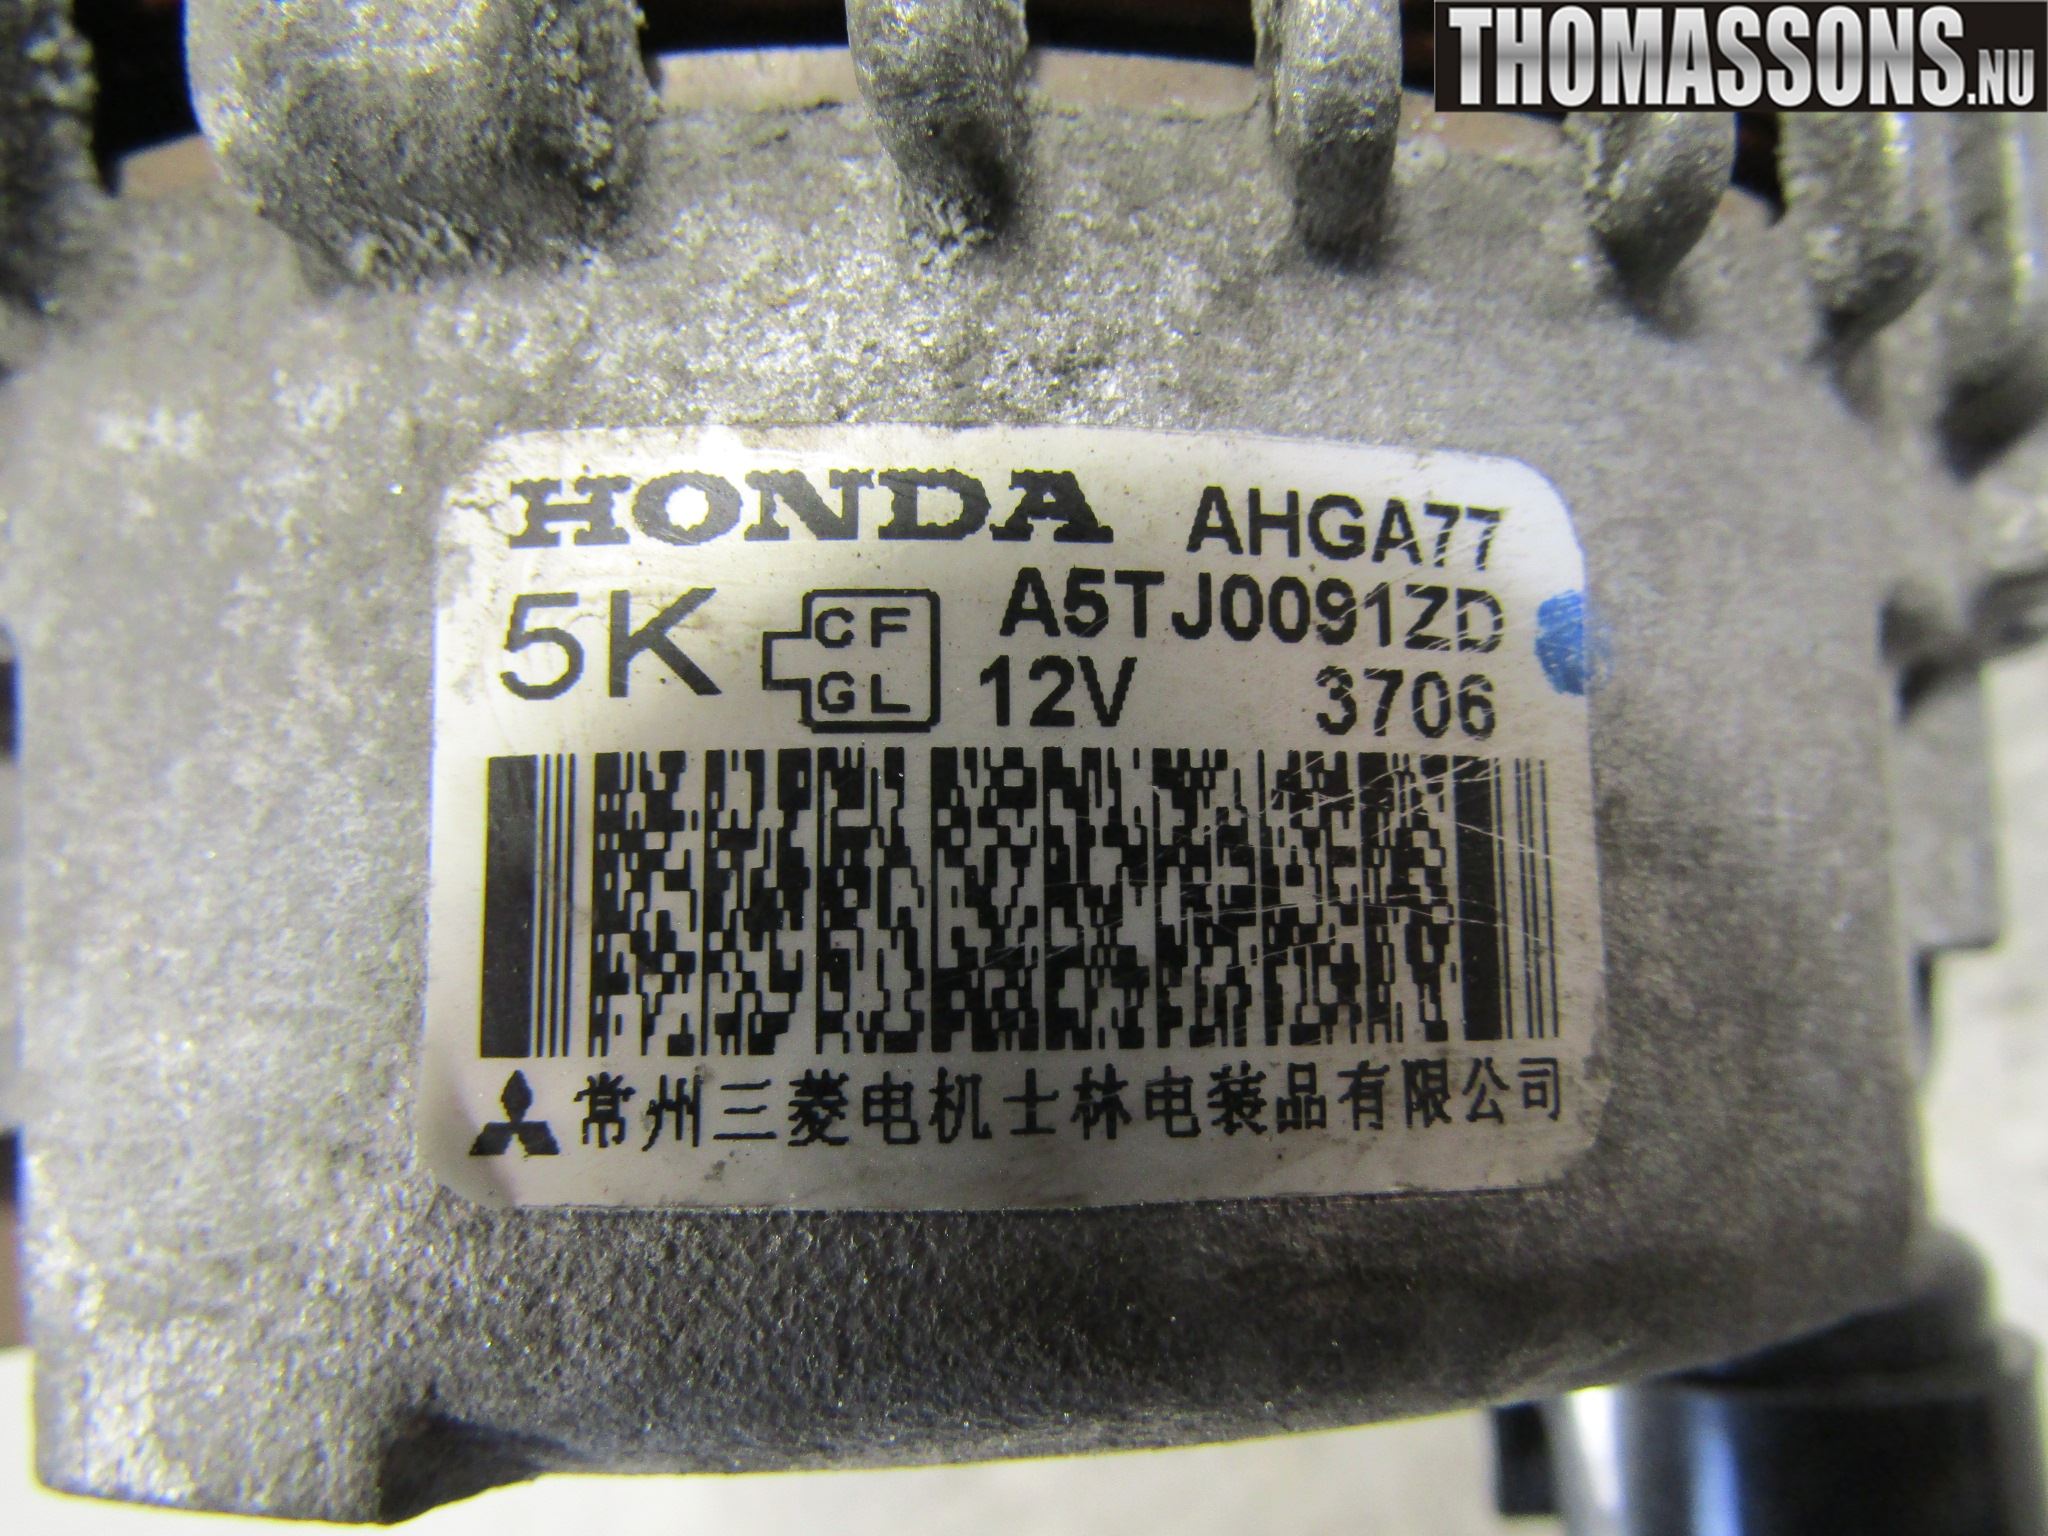 THOMASSONS.NU
HONDA AHGA77
5K CF A5TJ0091ZD
GL 12V 3706
常州三菱电机士林电装品有限公司